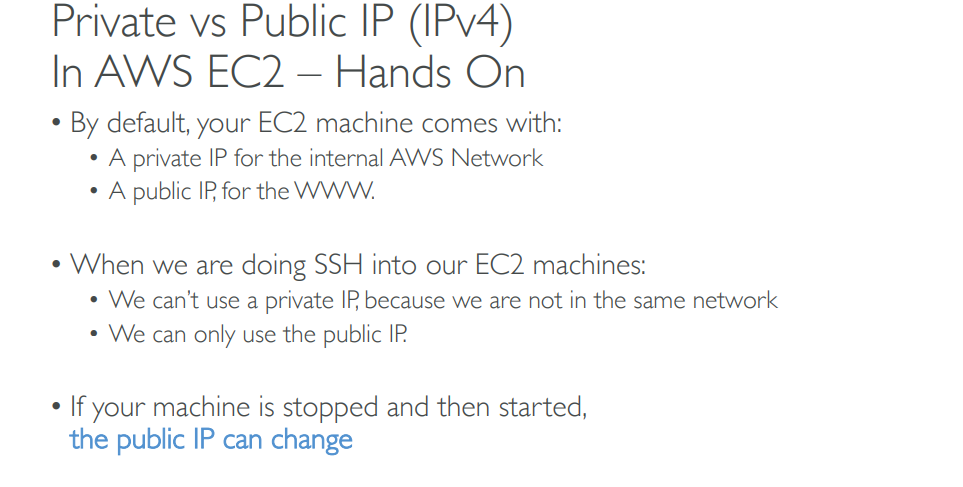 Private vs Public IP (IPv4)
In AWS EC2 – Hands On
• By default, your EC2 machine comes with:
• A private IP for the internal AWS Network
• A public IP, for the WWW.
• When we are doing SSH into our EC2 machines:
• We can’t use a private IP, because we are not in the same network
• We can only use the public IP.
• If your machine is stopped and then started,
the public IP can change